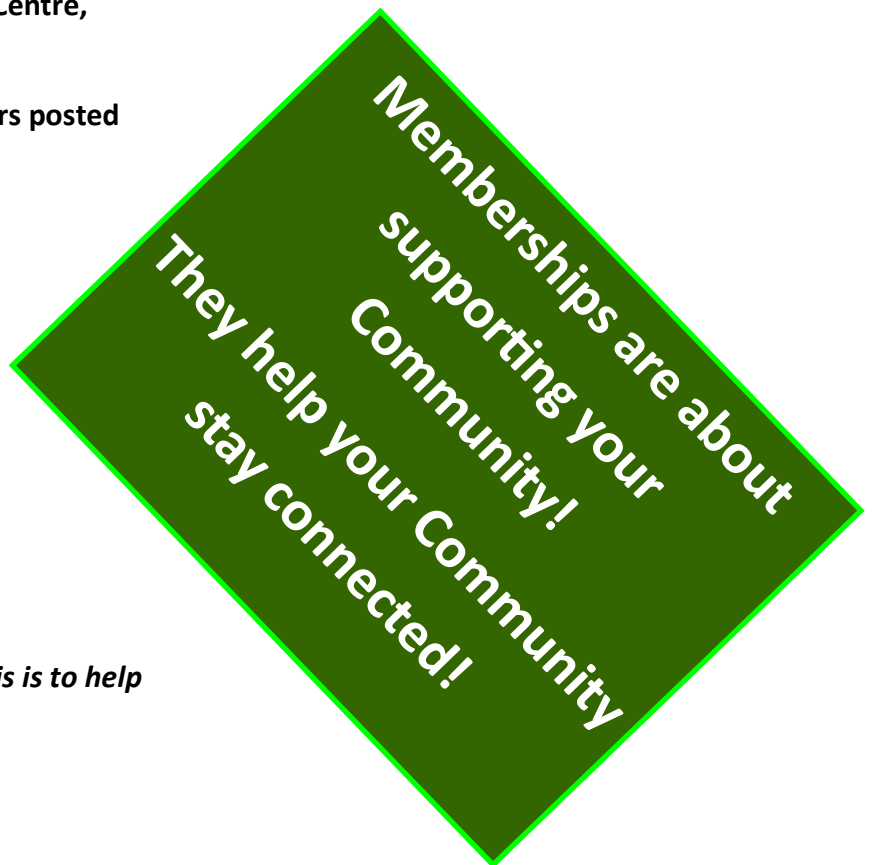 Centre,
rs posted
Memberships are about
supporting your
Community!
They help your Community
stay connected!
is is to help